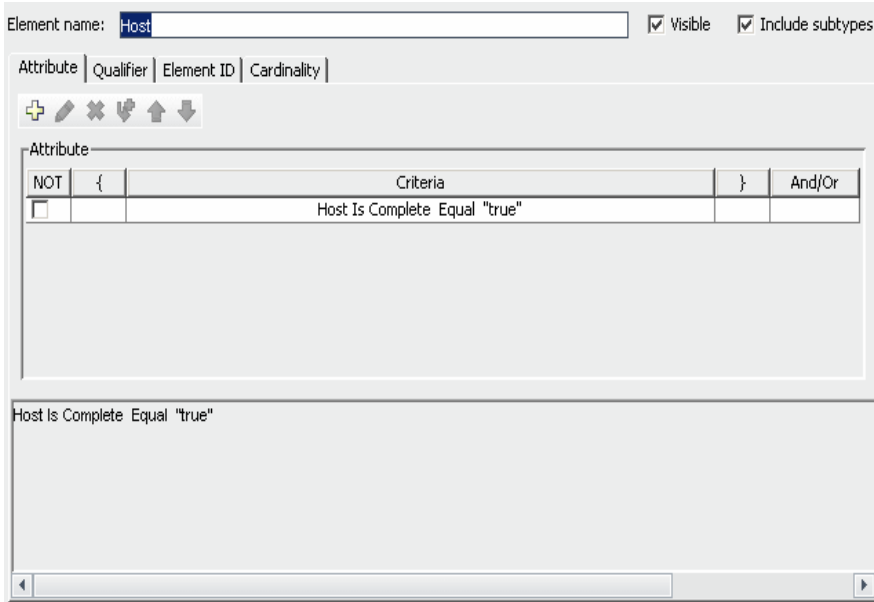 Element name: Host Visible Include subtypes
Attribute Qualifier Element ID Cardinality
Attribute
NOT { Criteria } And/Or
Host Is Complete Equal "true"
Host Is Complete Equal "true"